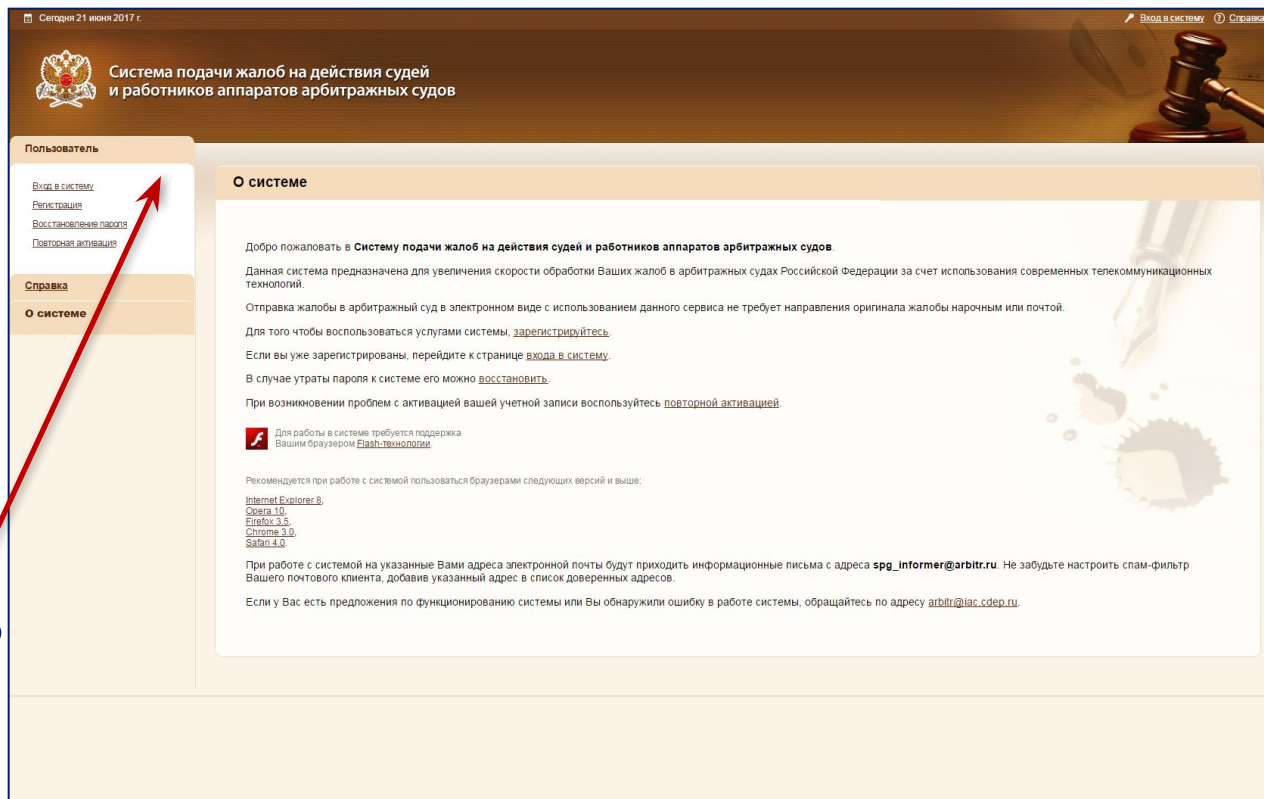 Сегодня 21 июня 2017 г.
Вход в систему
Справка
Система подачи жалоб на действия судей
и работников аппаратов арбитражных судов
Пользователь
Вход в систему
Регистрация
Восстановление пароля
Повторная активация
Справка
О системе
О системе
Добро пожаловать в Систему подачи жалоб на действия судей и работников аппаратов арбитражных судов.
Данная система предназначена для увеличения скорости обработки Ваших жалоб в арбитражных судах Российской Федерации за счет использования современных телекоммуникационных
технологий.
Отправка жалобы в арбитражный суд в электронном виде с использованием данного сервиса не требует направления оригинала жалобы нарочным или почтой.
Для того чтобы воспользоваться услугами системы, зарегистрируйтесь.
Если вы уже зарегистрированы, перейдите к странице входа в систему.
В случае утраты пароля к системе его можно восстановить.
При возникновении проблем с активацией вашей учетной записи воспользуйтесь повторной активацией.
Для работы в системе требуется поддержка
Вашим браузером Flash-технологии.
Рекомендуется при работе с системой пользоваться браузерами следующих версий и выше:
Internet Explorer 8,
Opera 10,
Firefox 3.5,
Chrome 3.0,
Safari 4.0.
При работе с системой на указанные Вами адреса электронной почты будут приходить информационные письма с адреса spg_informer@arbitr.ru. Не забудьте настроить спам-фильтр
Вашего почтового клиента, добавив указанный адрес в список доверенных адресов.
Если у Вас есть предложения по функционированию системы или Вы обнаружили ошибку в работе системы, обращайтесь по адресу arbitr@iac.cdep.ru.